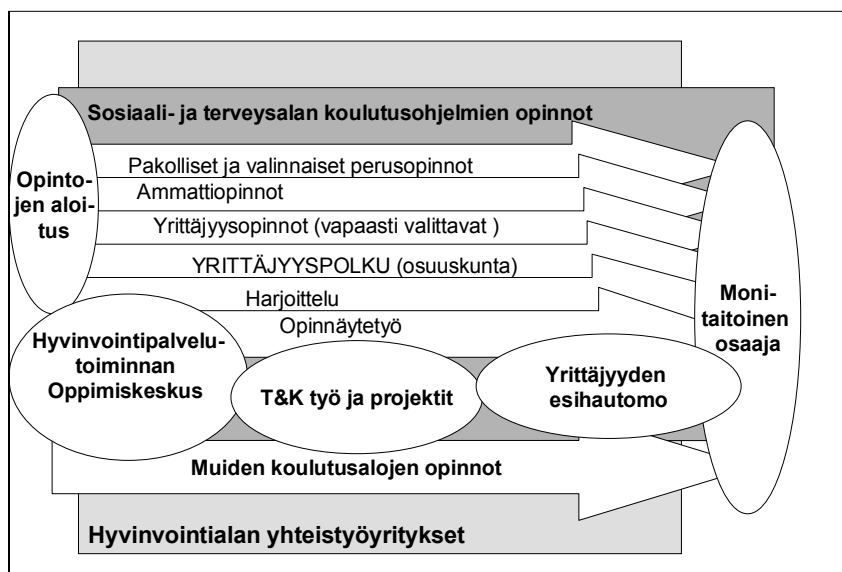 Sosiaali- ja terveysalan koulutusohjelmien opinnot
Opinto-
jen aloi-
tus
Pakolliset ja valinnaiset perusopinnot
Ammattiopinnot
Yrittäjyysopinnot (vapaasti valittavat )
YRITTÄJYYSPOLKU (osuuskunta)
Harjoittelu
Opinnäytetyö
Moni-
taitoinen
osaaja
Hyvinvointipalvelu-
toiminnan
Oppimiskeskus
T&K työ ja projektit
Yrittäjyyden
esihautomo
Muiden koulutusalojen opinnot
Hyvinvointialan yhteistyöyritykset